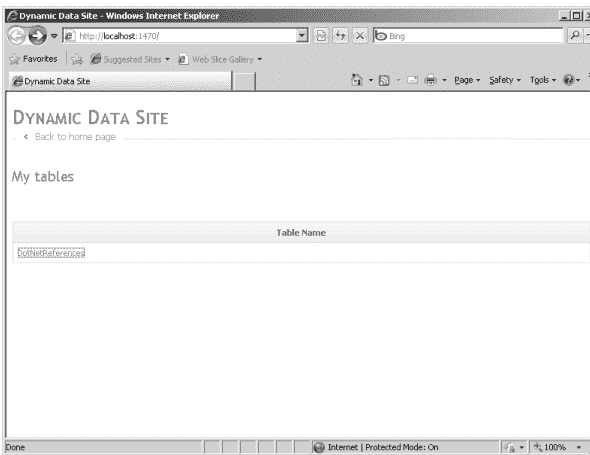 Dynamic Data Site - Windows Internet Explorer
http://localhost:1470/
Bing
Favorites Suggested Sites Web Slice Gallery
Dynamic Data Site Page Safety Tools
DYNAMIC DATA SITE
< Back to home page
My tables
Table Name
DotNetReferences
Done Internet | Protected Mode: On 100%